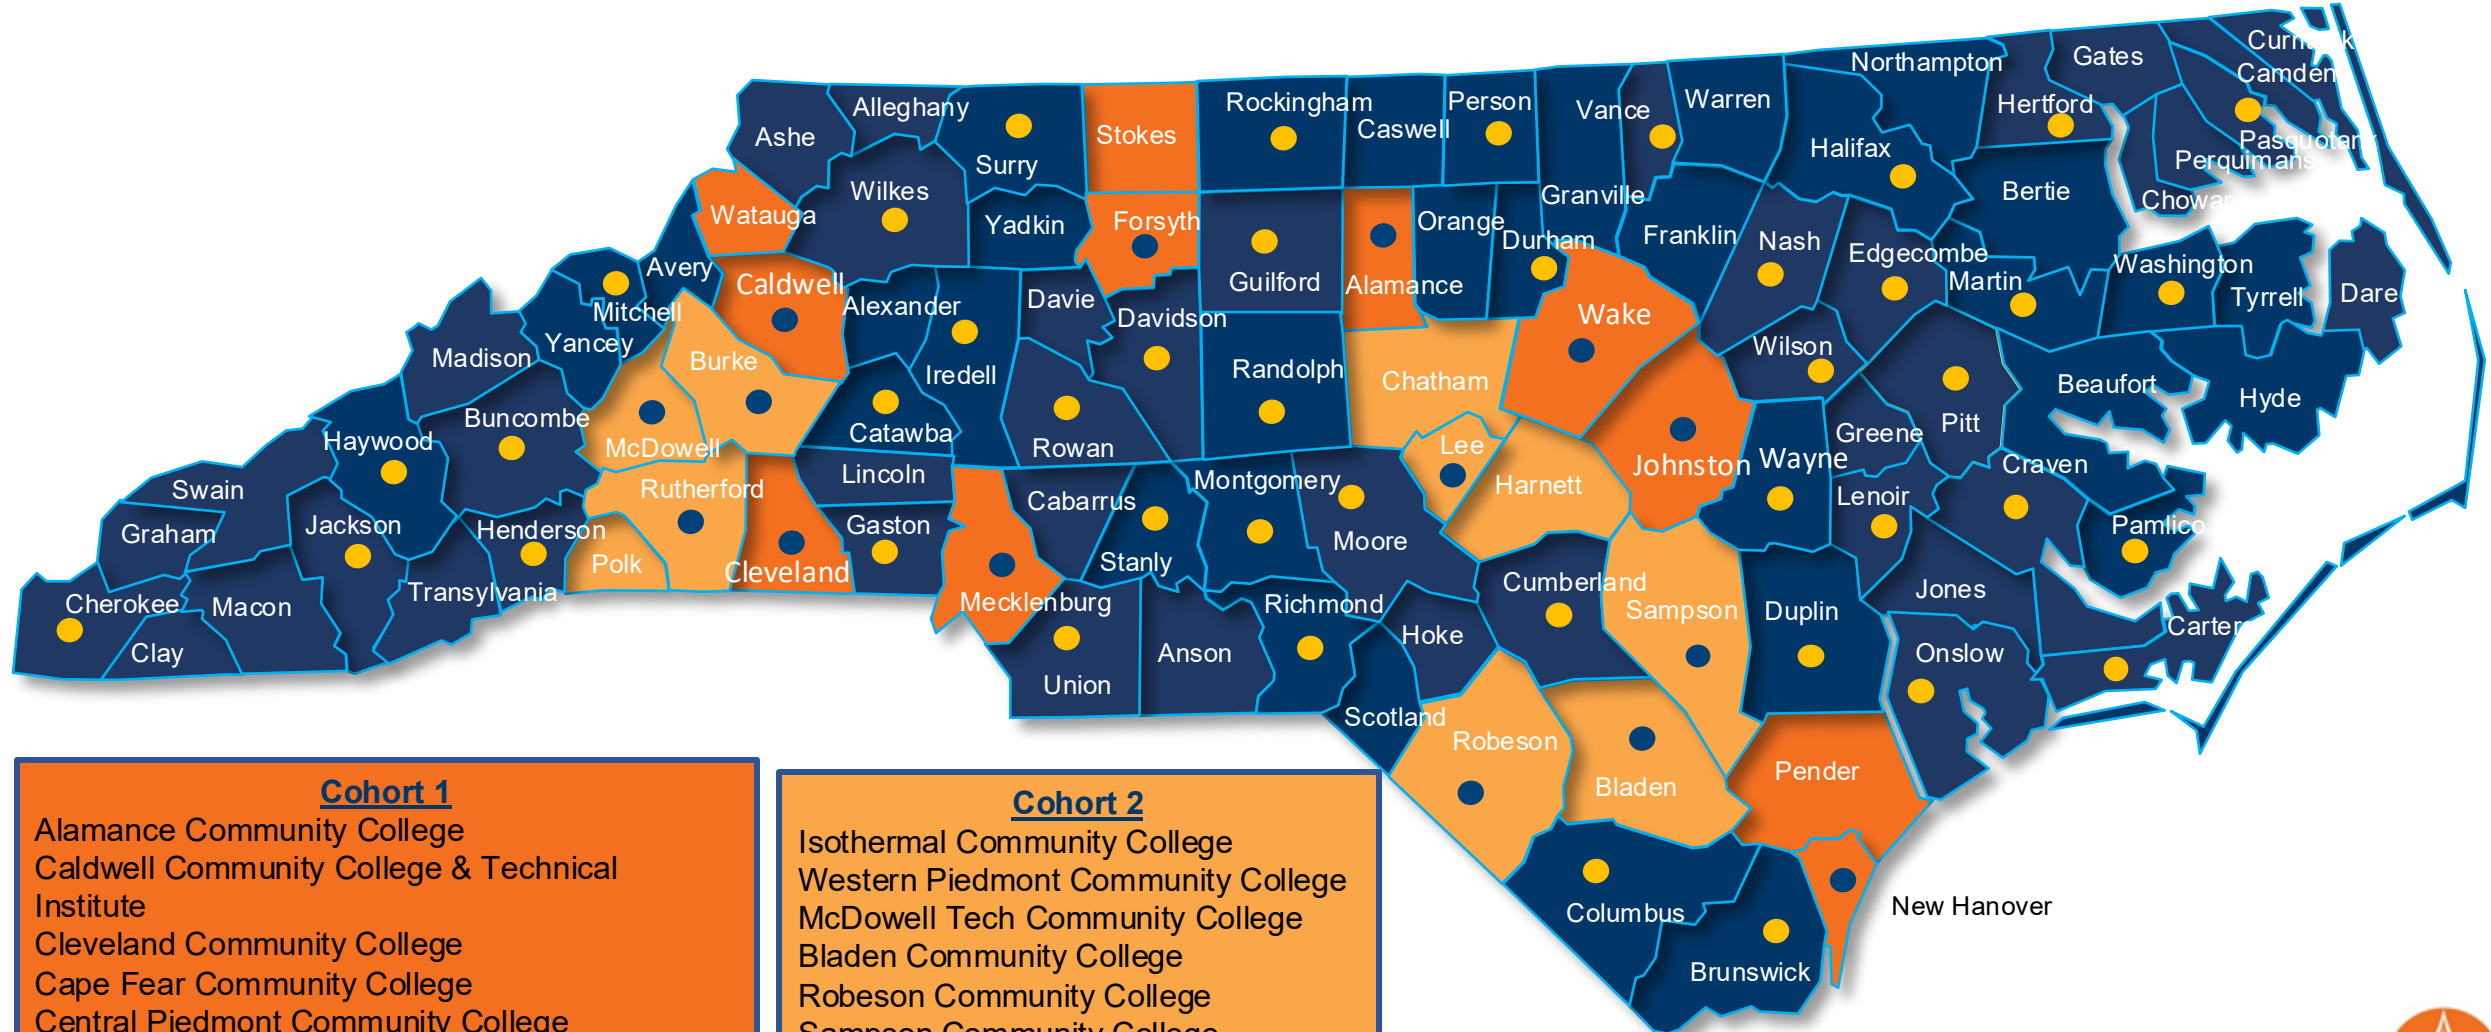 Northampton
Gates
Camden
Hertford
Alleghany
Ashe
Surry
Stokes
Rockingham
Caswell
Person
Vance
Warren
Halifax
Perquimans
Bertie
Wilkes
Watauga
Yadkin
Forsyth
Guilford
Alamance
Orange
Durham
Granville
Franklin
Nash
Edgecombe
Martin
Washington
Tyrrell
Dare
Avery
Mitchell
Yancey
Madison
Caldwell
Alexander
Iredell
Davie
Davidson
Randolph
Chatham
Wake
Wilson
Pitt
Beaufort
Hyde
Burke
McDowell
Buncombe
Haywood
Catawba
Rowan
Lee
Harnett
Johnston
Wayne
Greene
Craven
Swain
Graham
Jackson
Henderson
Rutherford
Polk
Cleveland
Lincoln
Gaston
Cabarrus
Stanly
Montgomery
Moore
Lenoir
Pamlico
Cherokee
Clay
Macon
Transylvania
Mecklenburg
Union
Anson
Richmond
Hoke
Cumberland
Sampson
Duplin
Jones
Onslow
Scotland
Robeson
Bladen
Pender
Columbus
Brunswick
New Hanover
Cohort 1
Alamance Community College
Caldwell Community College & Technical
Institute
Cleveland Community College
Cape Fear Community College
Central Piedmont Community College
Cohort 2
Isothermal Community College
Western Piedmont Community College
McDowell Tech Community College
Bladen Community College
Robeson Community College
Sampson Community College